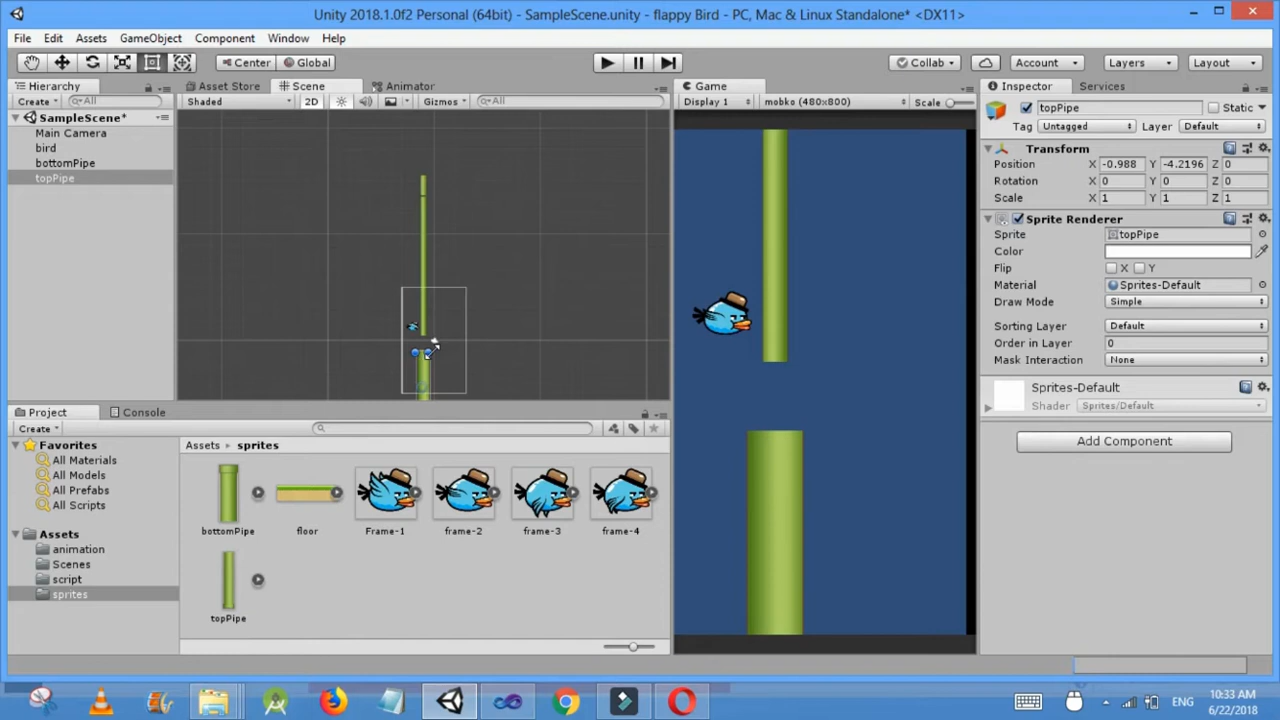 Unity 2018.1.0f2 Personal (64bit) - SampleScene.unity - flappy Bird - PC, Mac & Linux Standalone* <DX11>
File Edit Assets GameObject Component Window Help
Center Global Collab Account Layers Layout
Hierarchy
Create All
SampleScene*
Main Camera
bird
bottomPipe
topPipe
Asset Store Scene Animator
Shaded 2D Gizmos All
Game
Display 1 mobko (480x800) Scale
Inspector Services
topPipe Static
Tag Untagged Layer Default
Transform
Position X -0.988 Y -4.2196 Z 0
Rotation X 0 Y 0 Z 0
Scale X 1 Y 1 Z 1
Sprite Renderer
Sprite topPipe
Color
Flip X Y
Material Sprites-Default
Draw Mode Simple
Sorting Layer Default
Order in Layer 0
Mask Interaction None
Sprites-Default
Shader Sprites/Default
Add Component
Project Console
Create
Favorites
All Materials
All Models
All Prefabs
All Scripts
Assets
animation
Scenes
script
sprites
Assets sprites
bottomPipe floor Frame-1 frame-2 frame-3 frame-4
topPipe
ENG
10:33 AM
6/22/2018